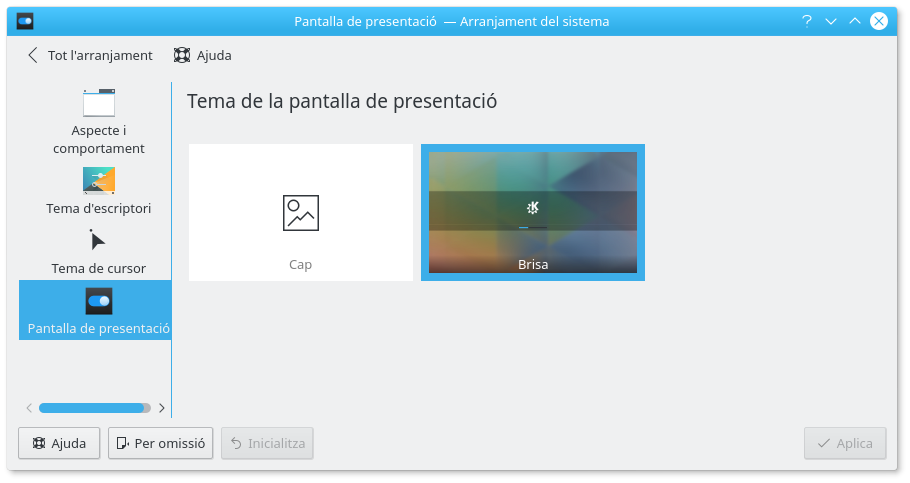 Pantalla de presentació — Arranjament del sistema
Tot l'arranjament
Ajuda
Aspecte i
comportament
Tema d'escriptori
Tema de cursor
Pantalla de presentació
Tema de la pantalla de presentació
Cap
Brisa
Ajuda
Per omissió
Inicialitza
Aplica